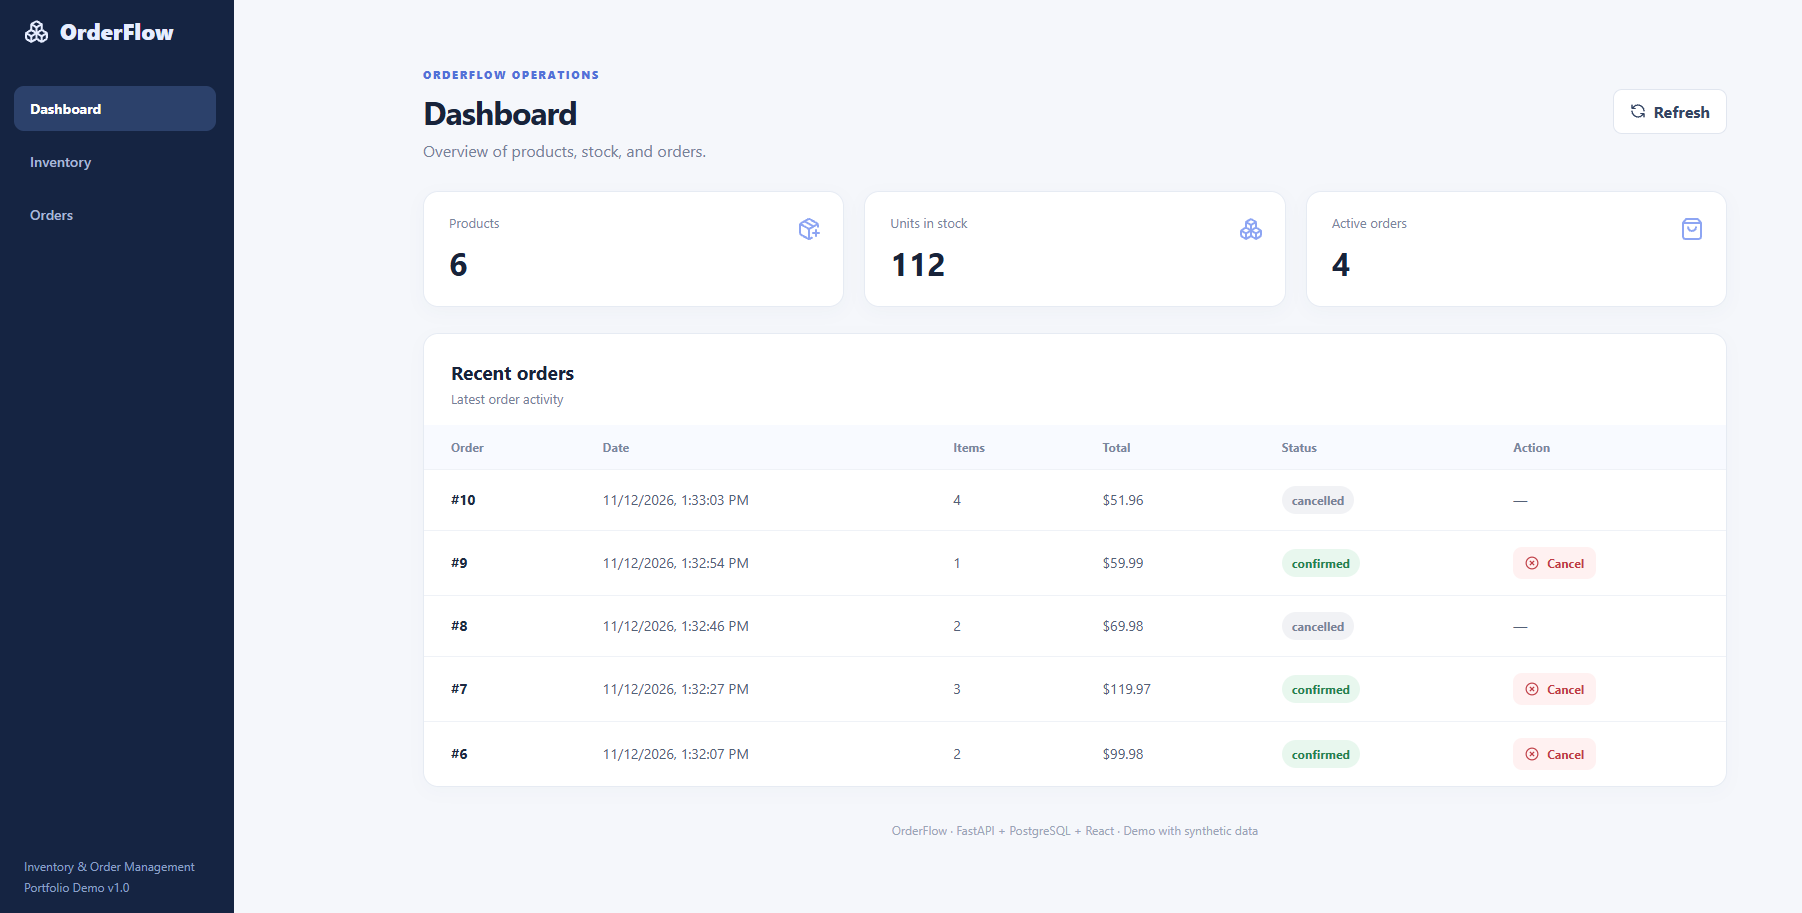 OrderFlow
Dashboard
Inventory
Orders
Inventory & Order Management
Portfolio Demo v1.0
ORDERFLOW OPERATIONS
Dashboard
Overview of products, stock, and orders.
Refresh
Products
6
Units in stock
112
Active orders
4
Recent orders
Latest order activity
Order Date Items Total Status Action
#10 11/12/2026, 1:33:03 PM 4 $51.96 cancelled —
#9 11/12/2026, 1:32:54 PM 1 $59.99 confirmed Cancel
#8 11/12/2026, 1:32:46 PM 2 $69.98 cancelled —
#7 11/12/2026, 1:32:27 PM 3 $119.97 confirmed Cancel
#6 11/12/2026, 1:32:07 PM 2 $99.98 confirmed Cancel
OrderFlow · FastAPI + PostgreSQL + React · Demo with synthetic data